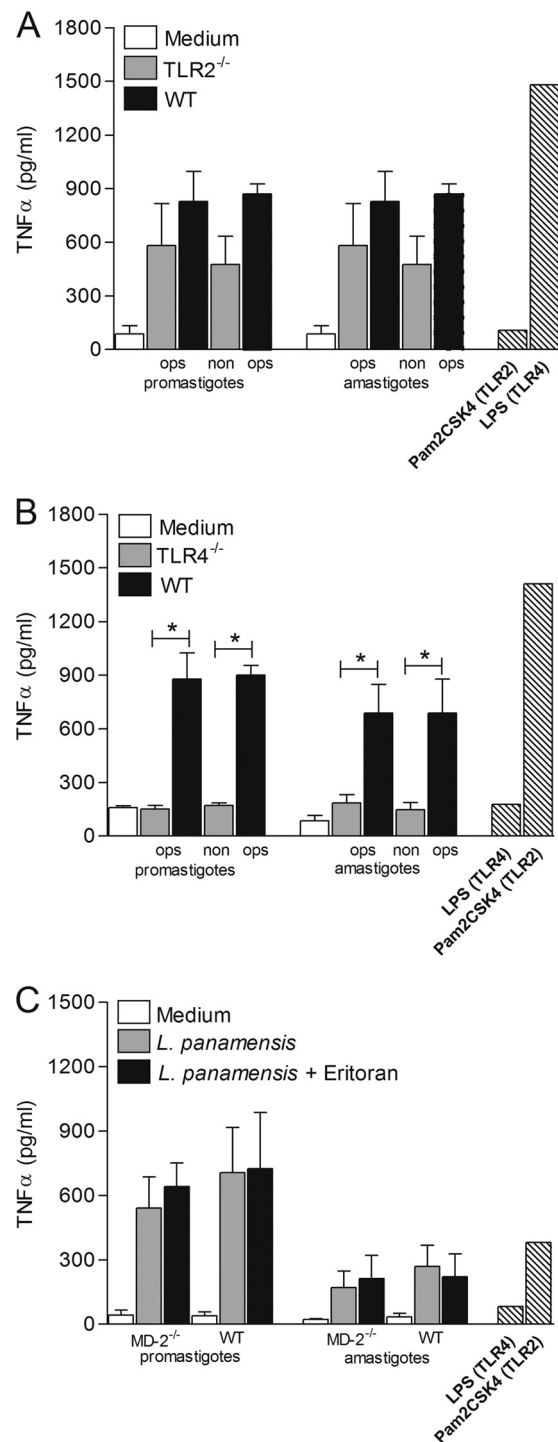 A
1800
1500
1200
900
600
300
0
TNFα (pg/ml)
Medium
TLR2-/-
WT
ops non ops
promastigotes
ops non ops
amastigotes
Pam2CSK4 (TLR2)
LPS (TLR4)
B
1800
1500
1200
900
600
300
0
TNFα (pg/ml)
Medium
TLR4-/-
WT
* * * *
ops non ops
promastigotes
ops non ops
amastigotes
LPS (TLR4)
Pam2CSK4 (TLR2)
C
1500
1200
900
600
300
0
TNFα (pg/ml)
Medium
L. panamensis
L. panamensis + Eritoran
MD-2-/- WT
promastigotes
MD-2-/- WT
amastigotes
LPS (TLR4)
Pam2CSK4 (TLR2)